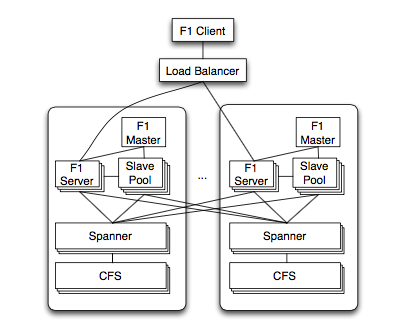 F1 Client
Load Balancer
F1
Master
F1
Server
Slave
Pool
Spanner
CFS
...
F1
Master
F1
Server
Slave
Pool
Spanner
CFS